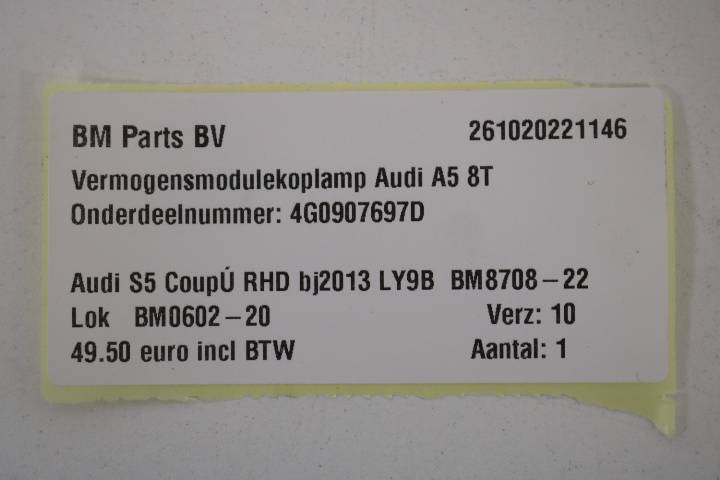 BM Parts BV 261020221146
Vermogensmodulekoplamp Audi A5 8T
Onderdeelnummer: 4G0907697D
Audi S5 CoupÚ RHD bj2013 LY9B BM8708-22
Lok BM0602-20 Verz: 10
49.50 euro incl BTW Aantal: 1